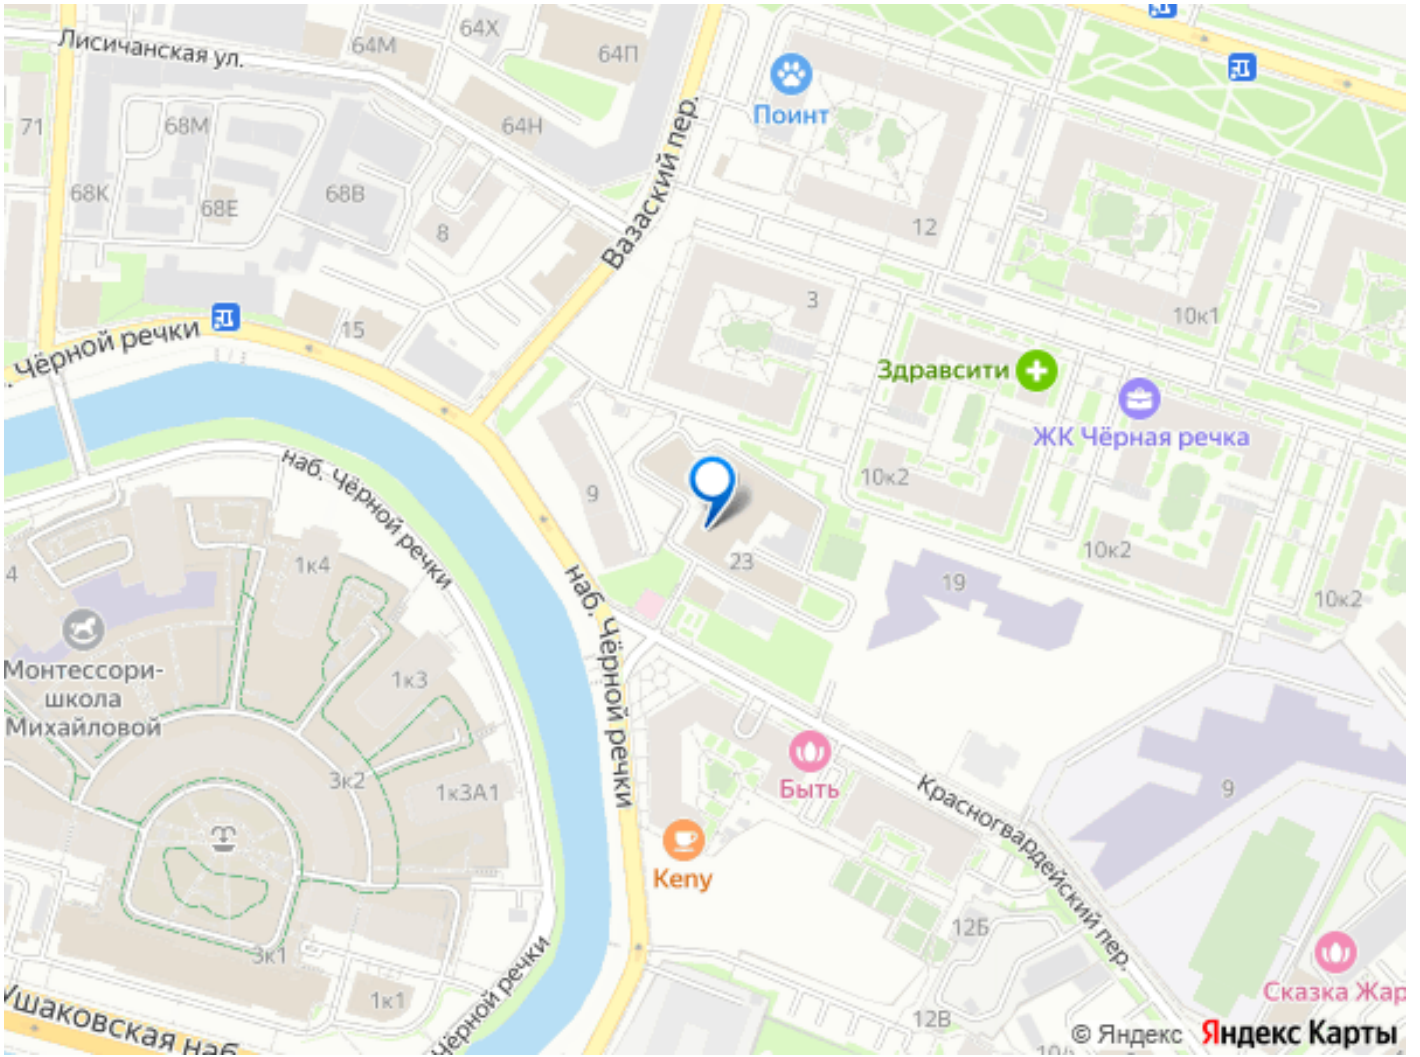 64Х
Лисичанская ул.
64М
64П
Поинт
71
68М
64Н
Вазаский пер.
68К
68Е
68В
8
12
3
10к1
15
. Чёрной речки
Здравсити
ЖК Чёрная речка
наб. Чёрной речки
9
10к2
23
10к2
19
10к2
4
1к4
наб. Чёрной речки
Монтессори-
школа
Михайловой
1к3
3к2
1к3А1
Быть
Красногвардейский пер.
9
Keny
12Б
3к1
1к1
Чёрной речки
Ушаковская наб
12В
Сказка Жар
© Яндекс Яндекс Карты